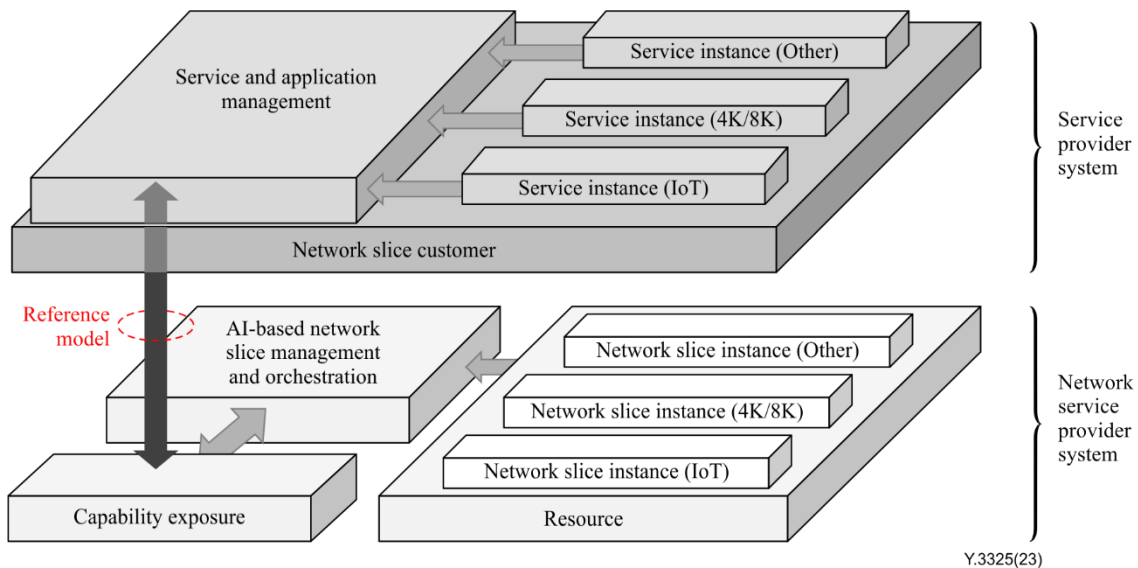 Service and application
management
Service instance (Other)
Service instance (4K/8K)
Service instance (IoT)
Network slice customer
Service
provider
system
Reference
model
AI-based network
slice management
and orchestration
Network slice instance (Other)
Network slice instance (4K/8K)
Network slice instance (IoT)
Capability exposure
Resource
Network
service
provider
system
Y.3325(23)